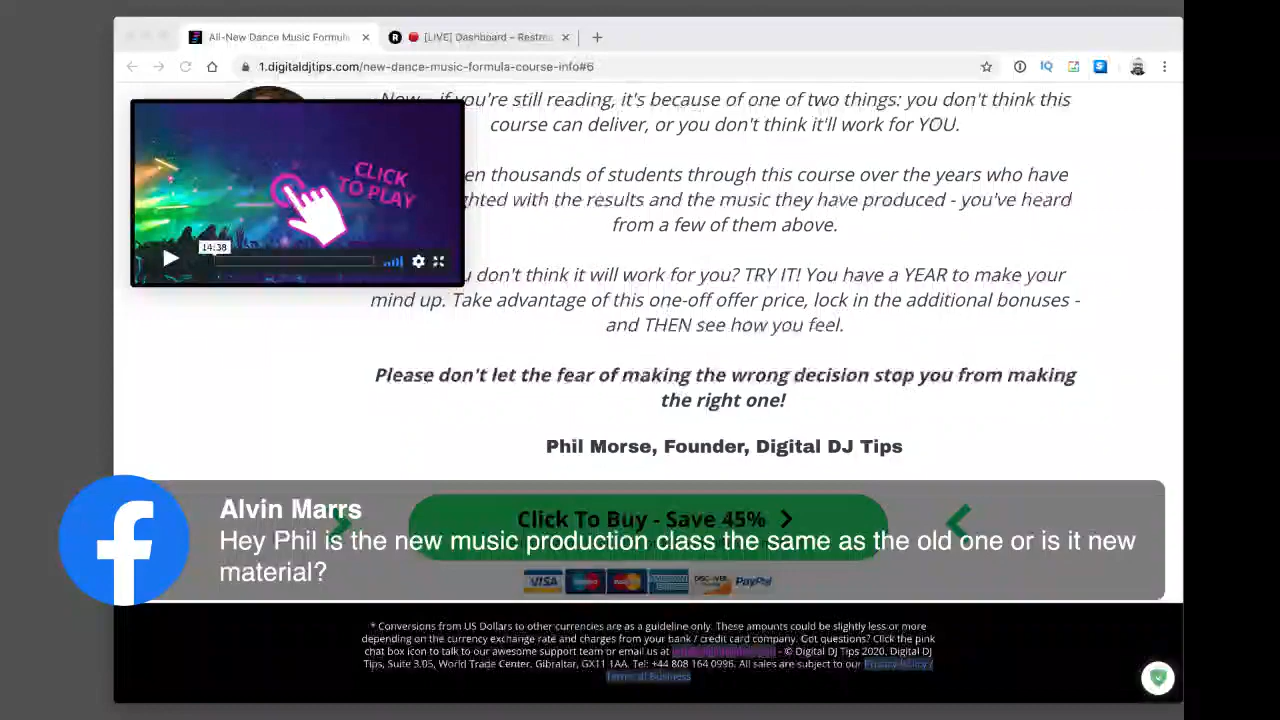 All-New Dance Music Formula
[LIVE] Dashboard – Restre
1.digitaldjtips.com/new-dance-music-formula-course-info#6
Now - if you're still reading, it's because of one of two things: you don't think this
course can deliver, or you don't think it'll work for YOU.
thousands of students through this course over the years who have
with the results and the music they have produced - you've heard
from a few of them above.
don't think it will work for you? TRY IT! You have a YEAR to make your
mind up. Take advantage of this one-off offer price, lock in the additional bonuses -
and THEN see how you feel.
CLICK
TO PLAY
14:38
Please don't let the fear of making the wrong decision stop you from making
the right one!
Phil Morse, Founder, Digital DJ Tips
Click To Buy - Save 45%
Alvin Marrs
Hey Phil is the new music production class the same as the old one or is it new
material?
VISA DISCOVER PayPal
* Conversions from US Dollars to other currencies are as a guideline only. These amounts could be slightly less or more
depending on the currency exchange rate and charges from your bank / credit card company. Got questions? Click the pink
chat box icon to talk to our awesome support team or email us at - © Digital DJ Tips 2020, Digital DJ
Tips, Suite 3.05, World Trade Center, Gibraltar, GX11 1AA. Tel: +44 808 164 0996. All sales are subject to our Privacy Policy /
Terms of Business